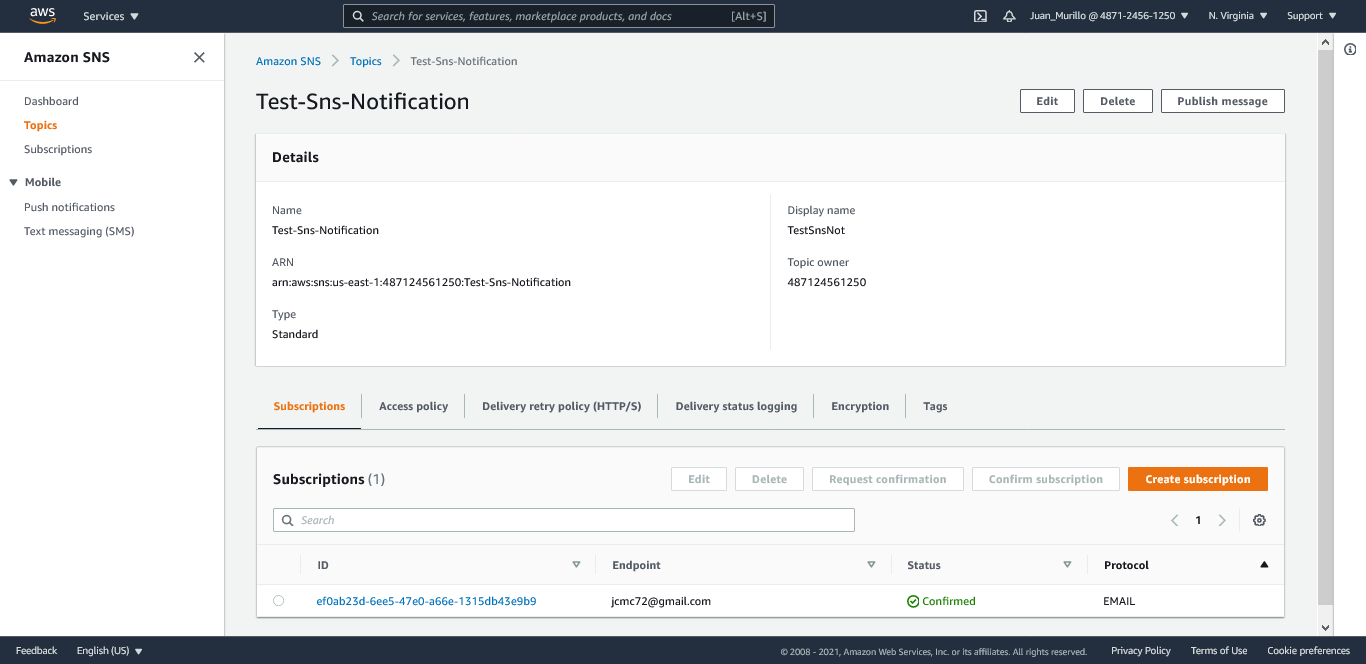 aws Services Search for services, features, marketplace products, and docs [Alt+S] Juan_Murillo @ 4871-2456-1250 N. Virginia Support
Amazon SNS
Dashboard
Topics
Subscriptions
Mobile
Push notifications
Text messaging (SMS)
Amazon SNS Topics Test-Sns-Notification
Test-Sns-Notification Edit Delete Publish message
Details
Name
Test-Sns-Notification
ARN
arn:aws:sns:us-east-1:487124561250:Test-Sns-Notification
Type
Standard
Display name
TestSnsNot
Topic owner
487124561250
Subscriptions Access policy Delivery retry policy (HTTP/S) Delivery status logging Encryption Tags
Subscriptions (1) Edit Delete Request confirmation Confirm subscription Create subscription
Search 1
ID Endpoint Status Protocol
ef0ab23d-6ee5-47e0-a66e-1315db43e9b9 jcmc72@gmail.com Confirmed EMAIL
Feedback English (US) © 2008 - 2021, Amazon Web Services, Inc. or its affiliates. All rights reserved. Privacy Policy Terms of Use Cookie preferences